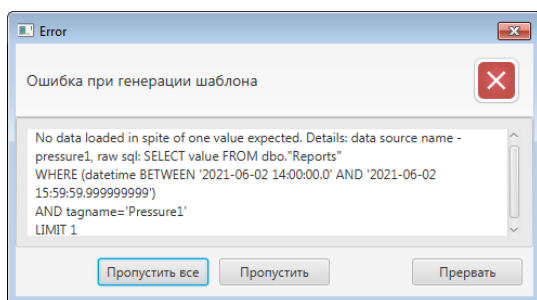 Error
Ошибка при генерации шаблона
No data loaded in spite of one value expected. Details: data source name -
pressure1, raw sql: SELECT value FROM dbo."Reports"
WHERE (datetime BETWEEN '2021-06-02 14:00:00.0' AND '2021-06-02
15:59:59.999999999')
AND tagname='Pressure1'
LIMIT 1
Пропустить все Пропустить Прервать